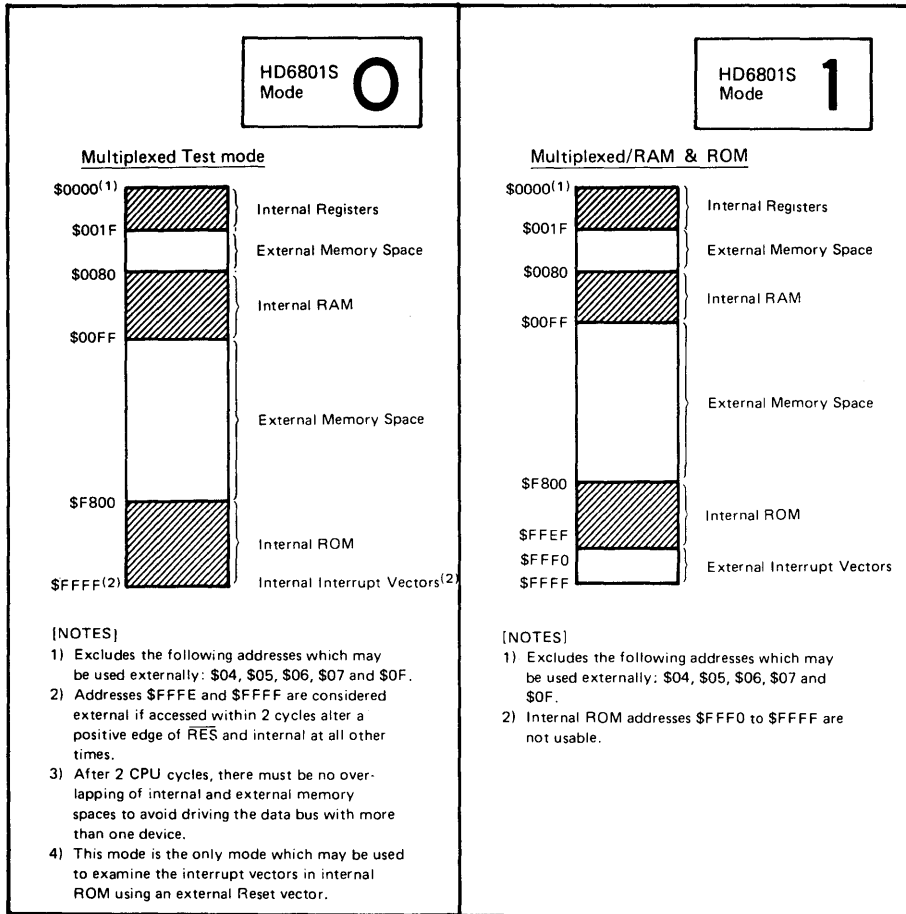 HD6801S
Mode 0
Multiplexed Test mode
$0000(1)
Internal Registers
$001F
External Memory Space
$0080
Internal RAM
$00FF
External Memory Space
$F800
Internal ROM
$FFFF(2)
Internal Interrupt Vectors(2)
[NOTES]
1) Excludes the following addresses which may
be used externally: $04, $05, $06, $07 and $0F.
2) Addresses $FFFE and $FFFF are considered
external if accessed within 2 cycles alter a
positive edge of RES and internal at all other
times.
3) After 2 CPU cycles, there must be no over-
lapping of internal and external memory
spaces to avoid driving the data bus with more
than one device.
4) This mode is the only mode which may be used
to examine the interrupt vectors in internal
ROM using an external Reset vector.
HD6801S
Mode 1
Multiplexed/RAM & ROM
$0000(1)
Internal Registers
$001F
External Memory Space
$0080
Internal RAM
$00FF
External Memory Space
$F800
Internal ROM
$FFEF
$FFF0
External Interrupt Vectors
$FFFF
[NOTES]
1) Excludes the following addresses which may
be used externally: $04, $05, $06, $07 and
$0F.
2) Internal ROM addresses $FFF0 to $FFFF are
not usable.